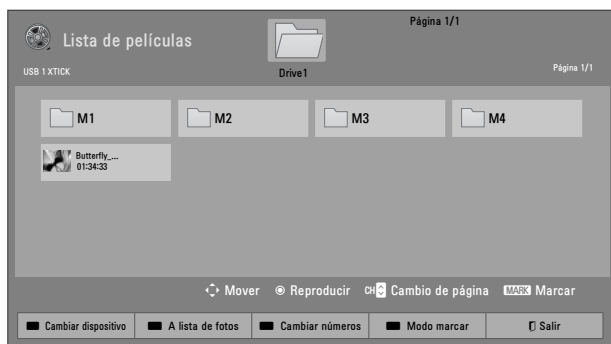 Página 1/1
Lista de películas
USB 1 XTICK
Drive1
Página 1/1
M1 M2 M3 M4
Butterfly_...
01:34:33
Mover Reproducir CH Cambio de página MARK Marcar
Cambiar dispositivo A lista de fotos Cambiar números Modo marcar Salir